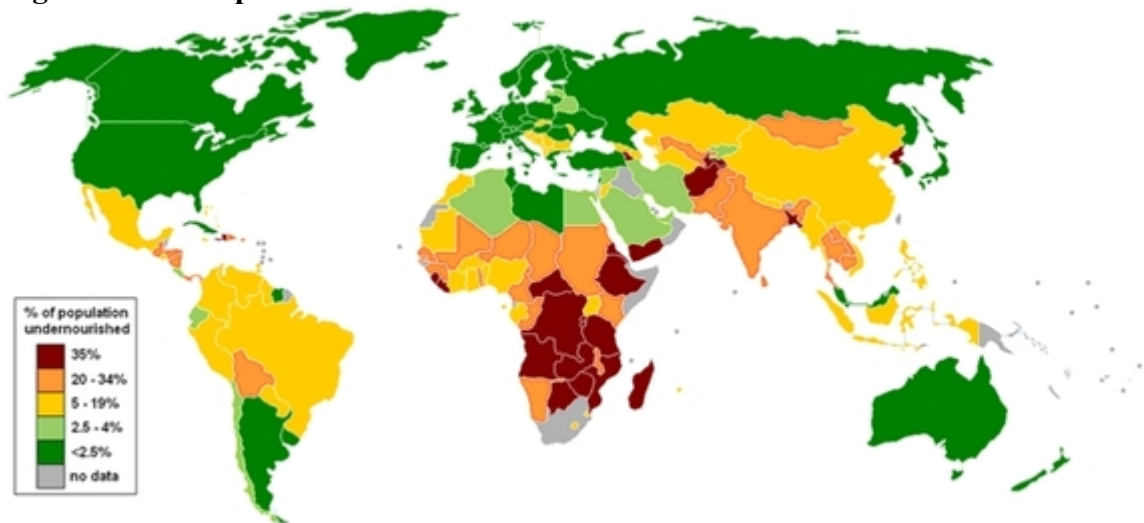 % of population
undernourished
35%
20 - 34%
5 - 19%
2.5 - 4%
<2.5%
no data